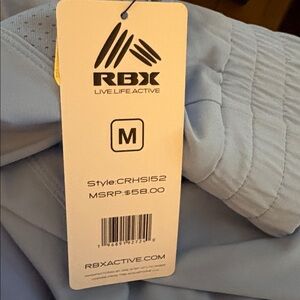 RBX
LIVE.LIFE.ACTIVE
M
Style:CRHS152
MSRP:$58.00
RBXACTIVE.COM